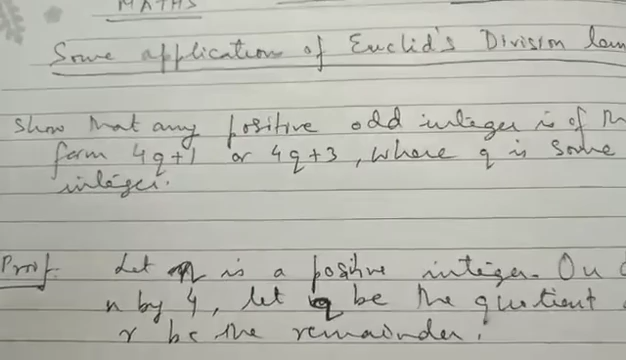 MATHS
Some application of Euclid's Division
Show that any positive odd integer is of
form 4q+1 or 4q+3, where q is some
integer.
Proof. Let n is a positive integer. On
n by 4, let q be the quotient
r be the remainder.